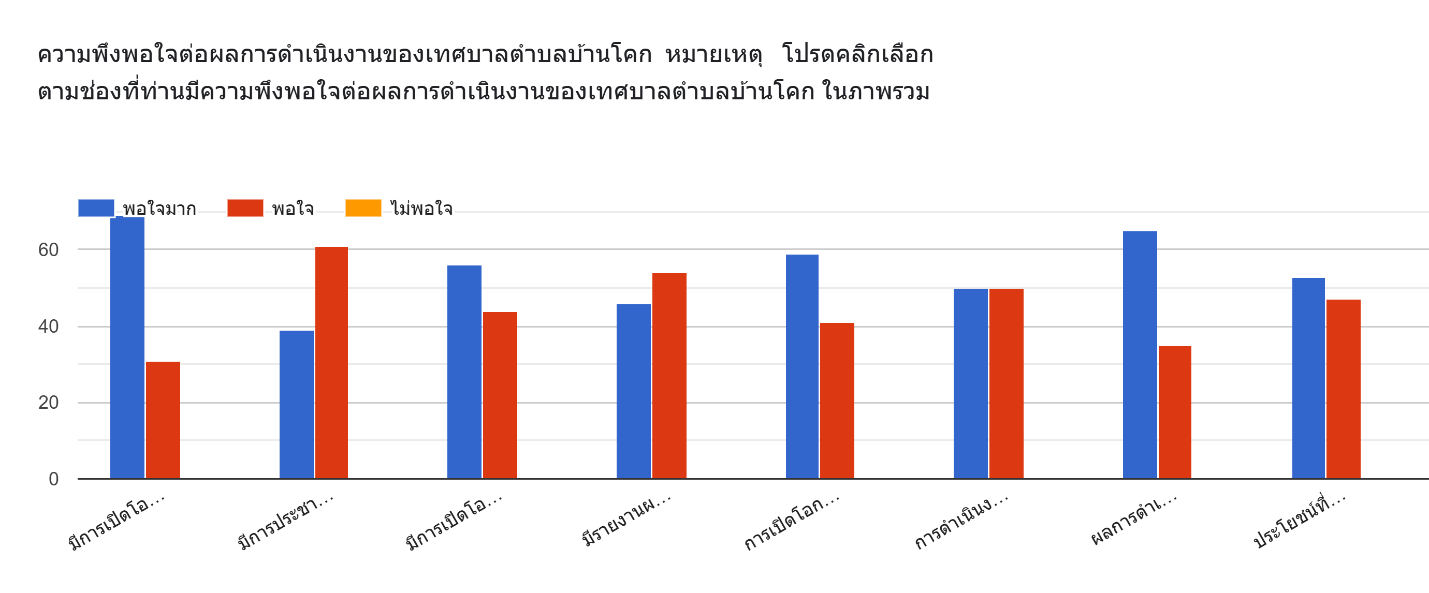 ความพึงพอใจต่อผลการดำเนินงานของเทศบาลตำบลบ้านโคก หมายเหตุ โปรดคลิกเลือก
ตามช่องที่ท่านมีความพึงพอใจต่อผลการดำเนินงานของเทศบาลตำบลบ้านโคก ในภาพรวม
พอใจมาก พอใจ ไม่พอใจ
60
40
20
0
มีการเปิดโอ… มีการประชา… มีการเปิดโอ… มีรายงานผ… การเปิดโอก… การดำเนินง… ผลการดำเ… ประโยชน์ที่…